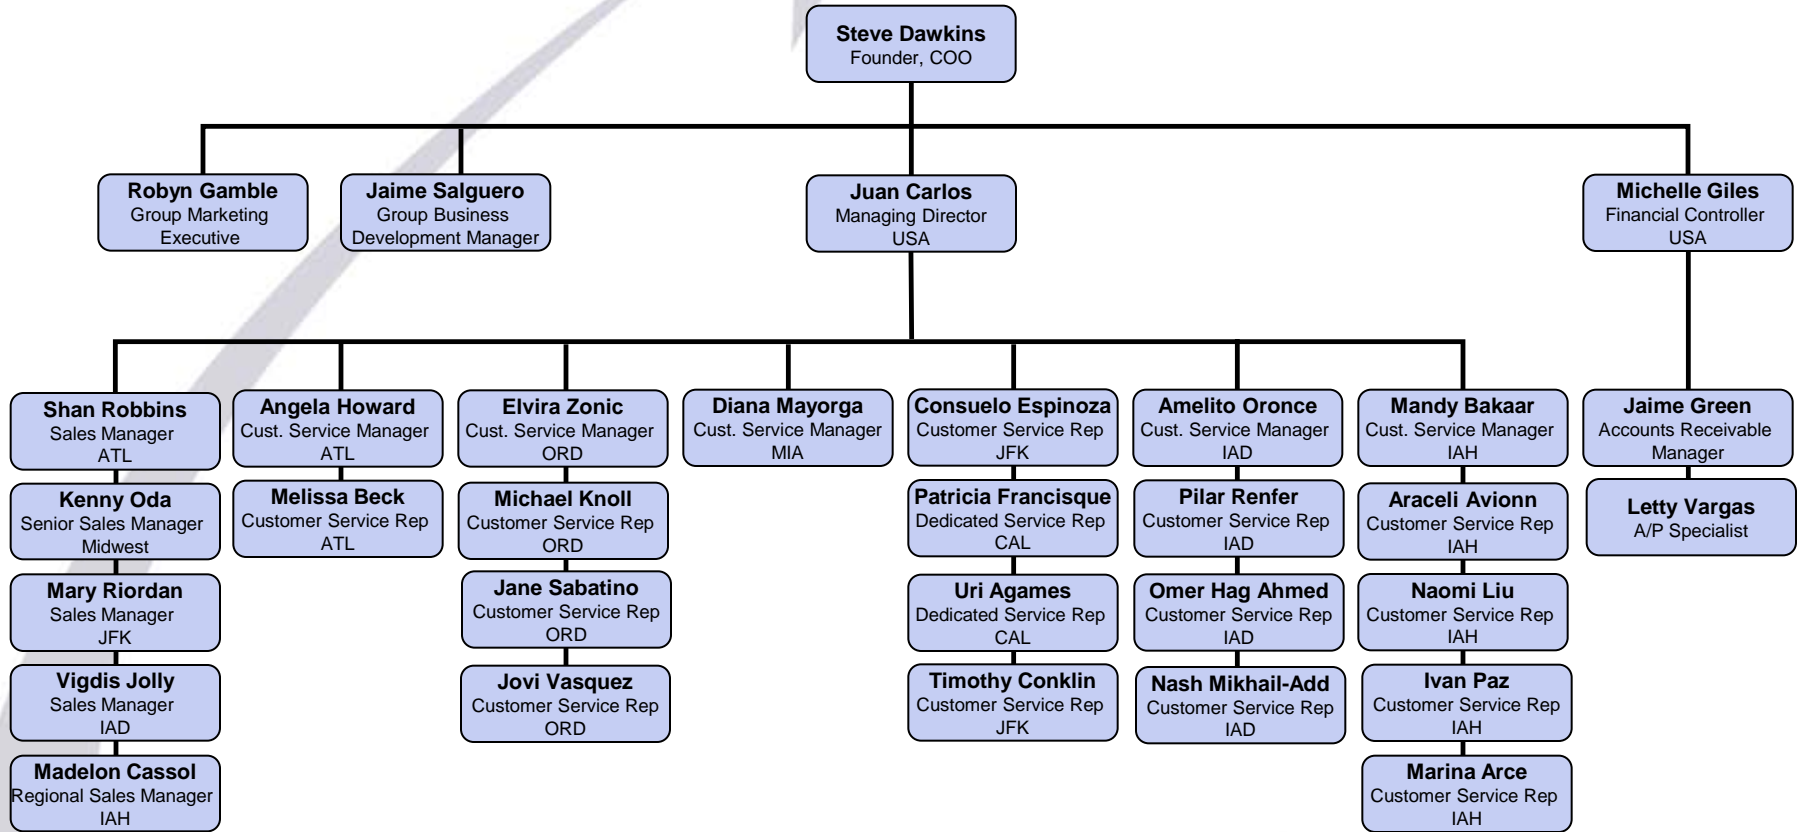 Steve Dawkins
Founder, COO
Robyn Gamble
Group Marketing
Executive
Jaime Salguero
Group Business
Development Manager
Juan Carlos
Managing Director
USA
Michelle Giles
Financial Controller
USA
Shan Robbins
Sales Manager
ATL
Kenny Oda
Senior Sales Manager
Midwest
Mary Riordan
Sales Manager
JFK
Vigdis Jolly
Sales Manager
IAD
Madelon Cassol
Regional Sales Manager
IAH
Angela Howard
Cust. Service Manager
ATL
Melissa Beck
Customer Service Rep
ATL
Elvira Zonic
Cust. Service Manager
ORD
Michael Knoll
Customer Service Rep
ORD
Jane Sabatino
Customer Service Rep
ORD
Jovi Vasquez
Customer Service Rep
ORD
Diana Mayorga
Cust. Service Manager
MIA
Consuelo Espinoza
Customer Service Rep
JFK
Patricia Francisque
Dedicated Service Rep
CAL
Uri Agames
Dedicated Service Rep
CAL
Timothy Conklin
Customer Service Rep
JFK
Amelito Oronce
Cust. Service Manager
IAD
Pilar Renfer
Customer Service Rep
IAD
Omer Hag Ahmed
Customer Service Rep
IAD
Nash Mikhail-Add
Customer Service Rep
IAD
Mandy Bakaar
Cust. Service Manager
IAH
Araceli Avionn
Customer Service Rep
IAH
Naomi Liu
Customer Service Rep
IAH
Ivan Paz
Customer Service Rep
IAH
Marina Arce
Customer Service Rep
IAH
Jaime Green
Accounts Receivable
Manager
Letty Vargas
A/P Specialist